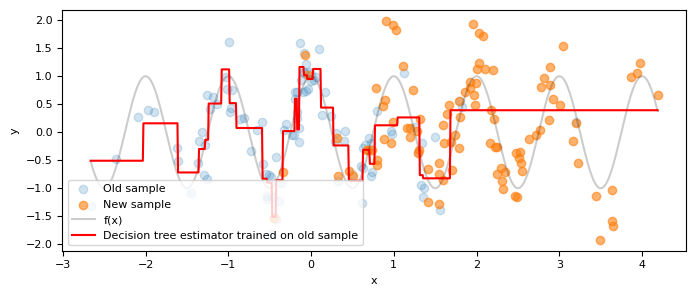 2.0
1.5
1.0
0.5
0.0
−0.5
−1.0
−1.5
−2.0
y
Old sample
New sample
f(x)
Decision tree estimator trained on old sample
−3
−2
−1
0
1
2
3
4
x